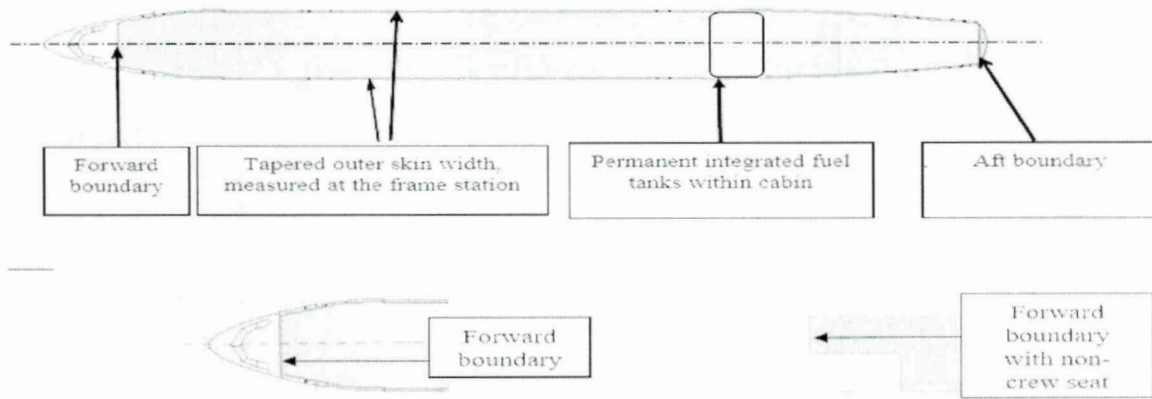 Forward
boundary
Tapered outer skin width,
measured at the frame station
Permanent integrated fuel
tanks within cabin
Aft boundary
Forward
boundary
Forward
boundary
with non-
crew seat